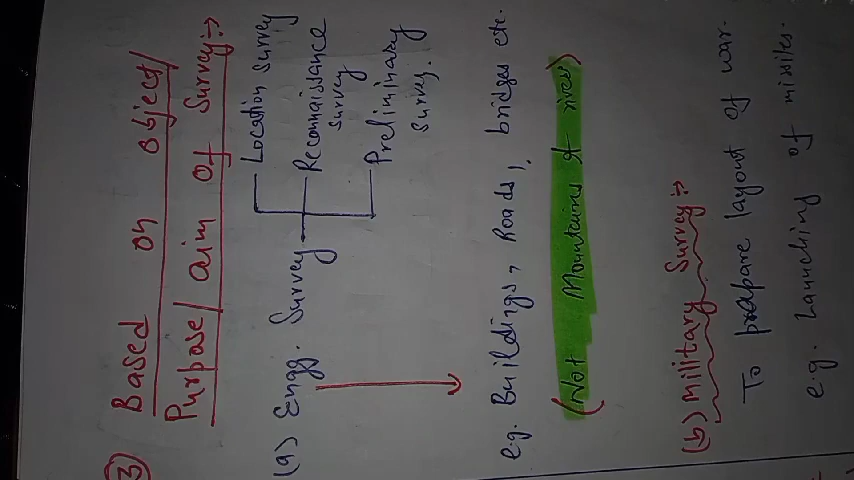 (3) Based on object/
Purpose/ aim of Survey:→
(a) Engg. Survey
Location Survey
Reconnaissance
Survey
Preliminary
Survey.
e.g. Buildings, Roads, bridges etc.
(Not Mountains & rivers)
(b) Military Survey:→
To prepare layout of war.
e.g. Launching of missiles.